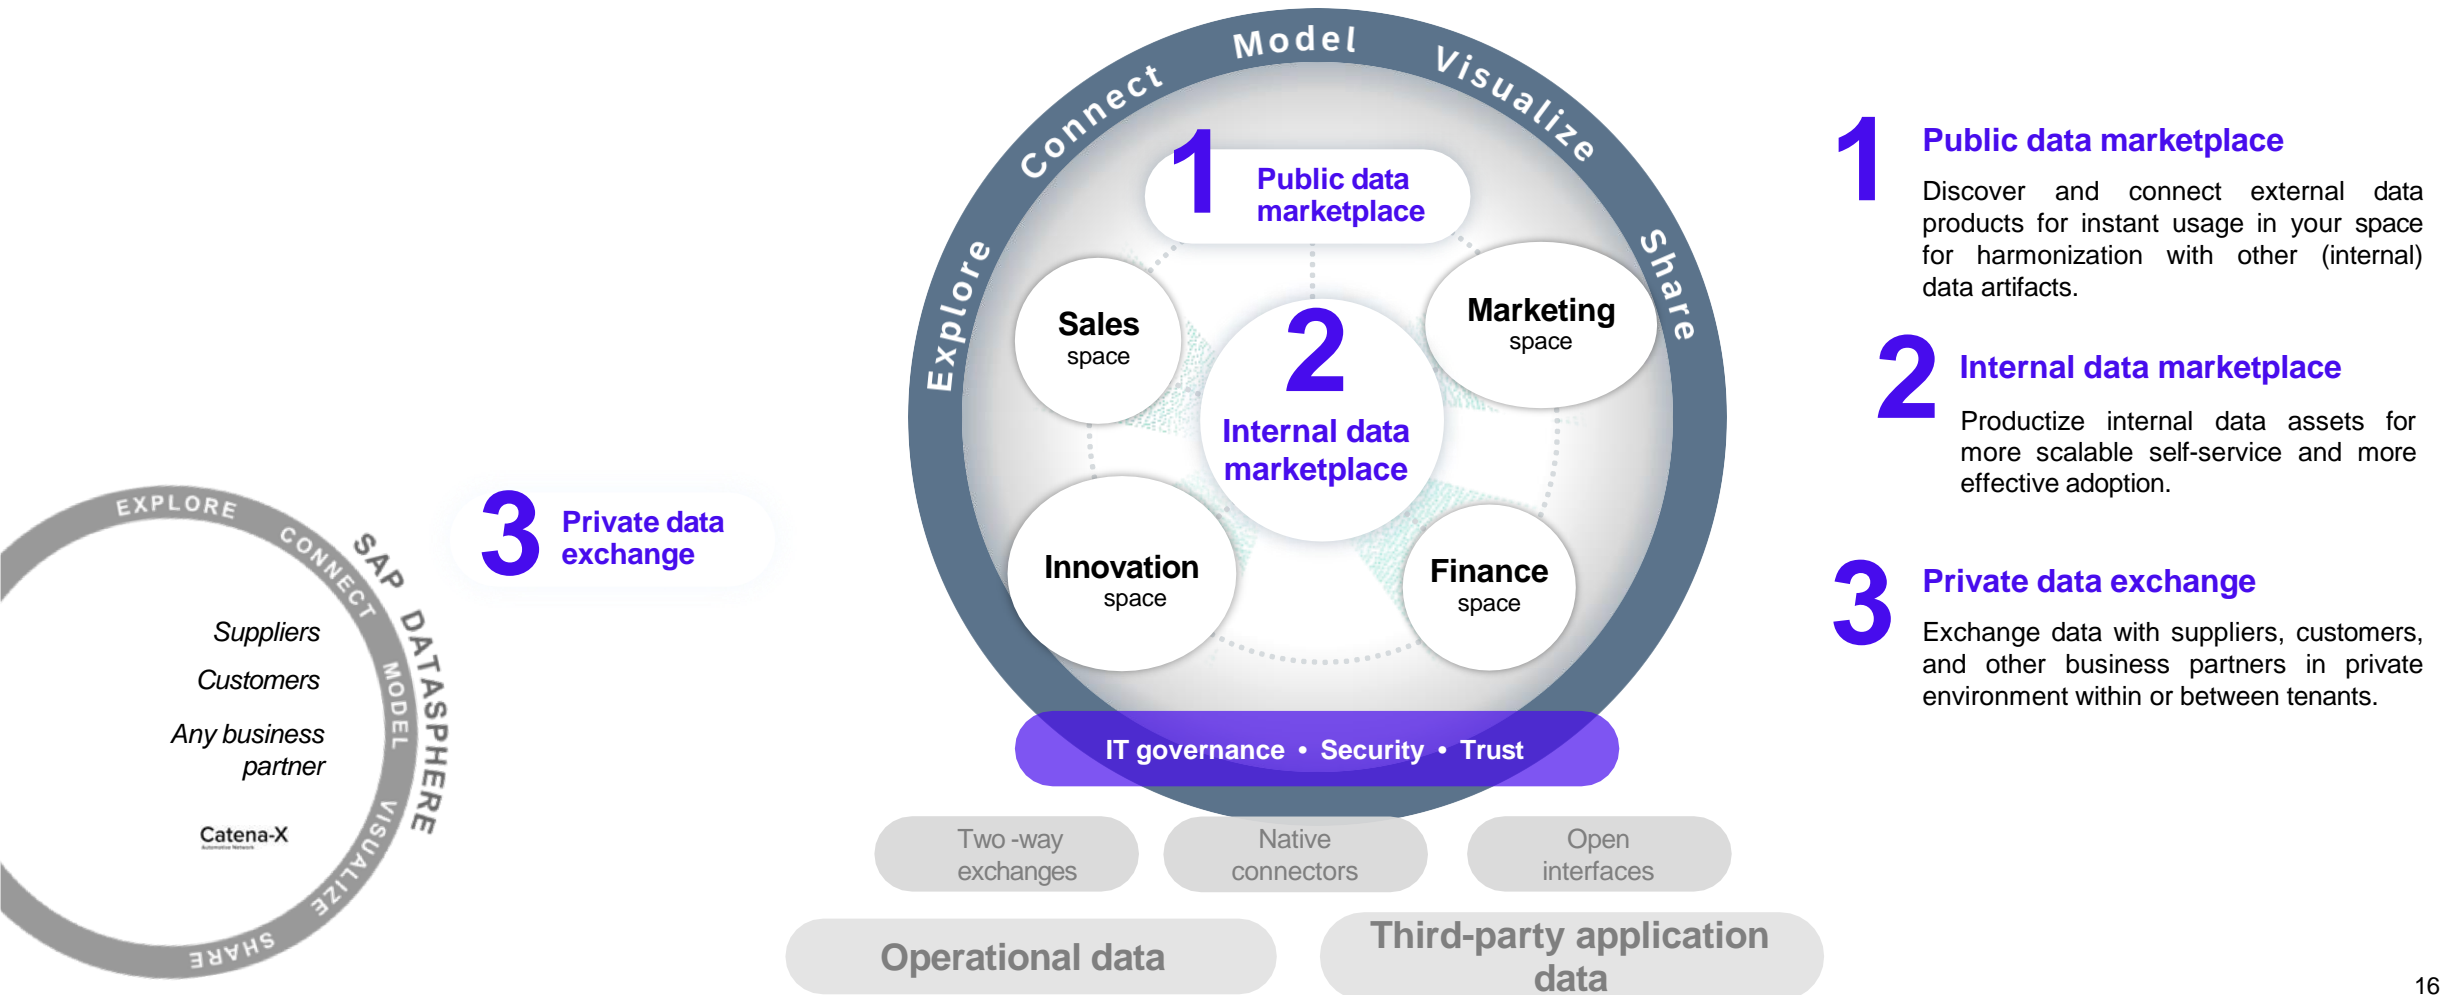 EXPLORE
CONNECT
MODEL
VISUALIZE
SHARE
SAP DATASPHERE
Suppliers
Customers
Any business
partner
Catena-X
Automotive Network
3
Private data
exchange
Explore
Connect
Model
Visualize
Share
1
Public data
marketplace
Sales
space
Marketing
space
2
Internal data
marketplace
Innovation
space
Finance
space
IT governance • Security • Trust
Two -way
exchanges
Native
connectors
Open
interfaces
Operational data
Third-party application
data
1
Public data marketplace
Discover and connect external data
products for instant usage in your space
for harmonization with other (internal)
data artifacts.
2
Internal data marketplace
Productize internal data assets for
more scalable self-service and more
effective adoption.
3
Private data exchange
Exchange data with suppliers, customers,
and other business partners in private
environment within or between tenants.
16